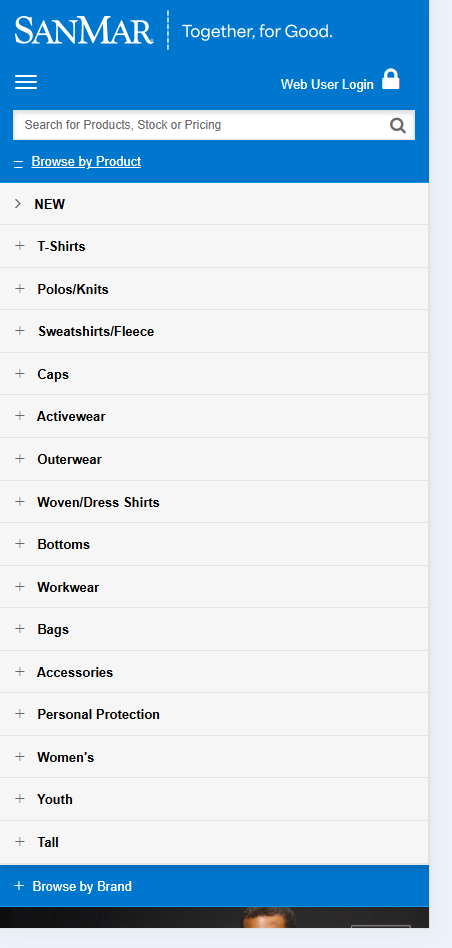 SANMAR Together, for Good.
Web User Login
Search for Products, Stock or Pricing
Browse by Product
NEW
T-Shirts
Polos/Knits
Sweatshirts/Fleece
Caps
Activewear
Outerwear
Woven/Dress Shirts
Bottoms
Workwear
Bags
Accessories
Personal Protection
Women's
Youth
Tall
Browse by Brand